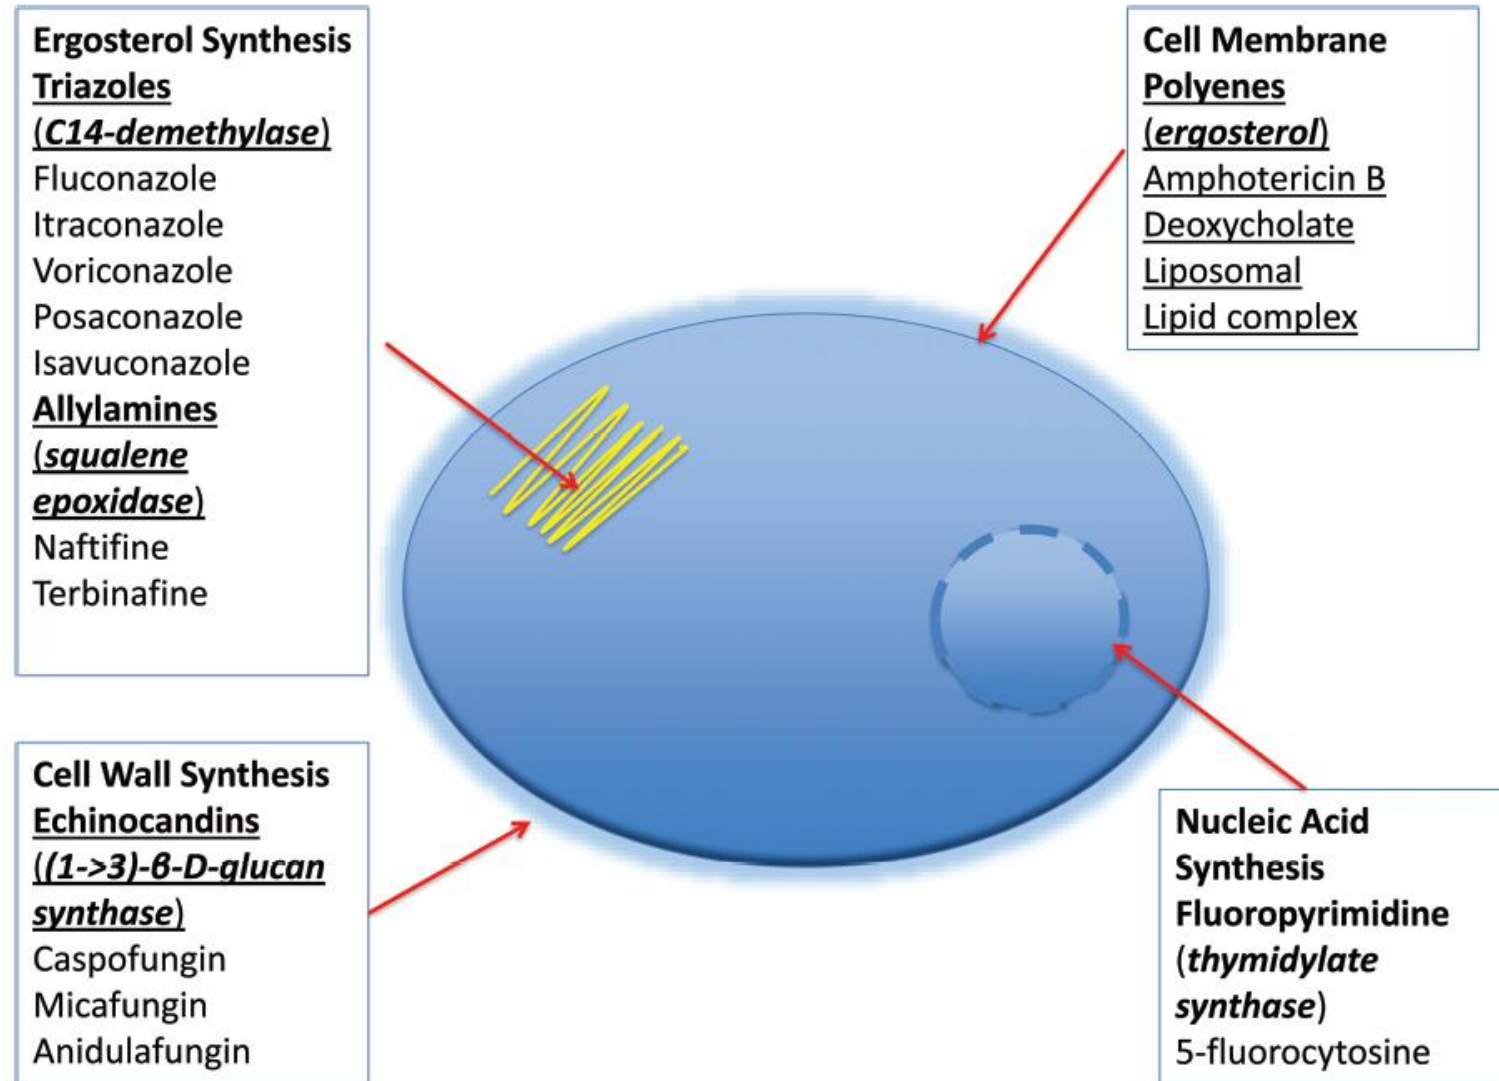 Ergosterol Synthesis
Triazoles
(C14-demethylase)
Fluconazole
Itraconazole
Voriconazole
Posaconazole
Isavuconazole
Allylamines
(squalene
epoxidase)
Naftifine
Terbinafine
Cell Membrane
Polyenes
(ergosterol)
Amphotericin B
Deoxycholate
Liposomal
Lipid complex
Cell Wall Synthesis
Echinocandins
((1->3)-β-D-glucan
synthase)
Caspofungin
Micafungin
Anidulafungin
Nucleic Acid
Synthesis
Fluoropyrimidine
(thymidylate
synthase)
5-fluorocytosine